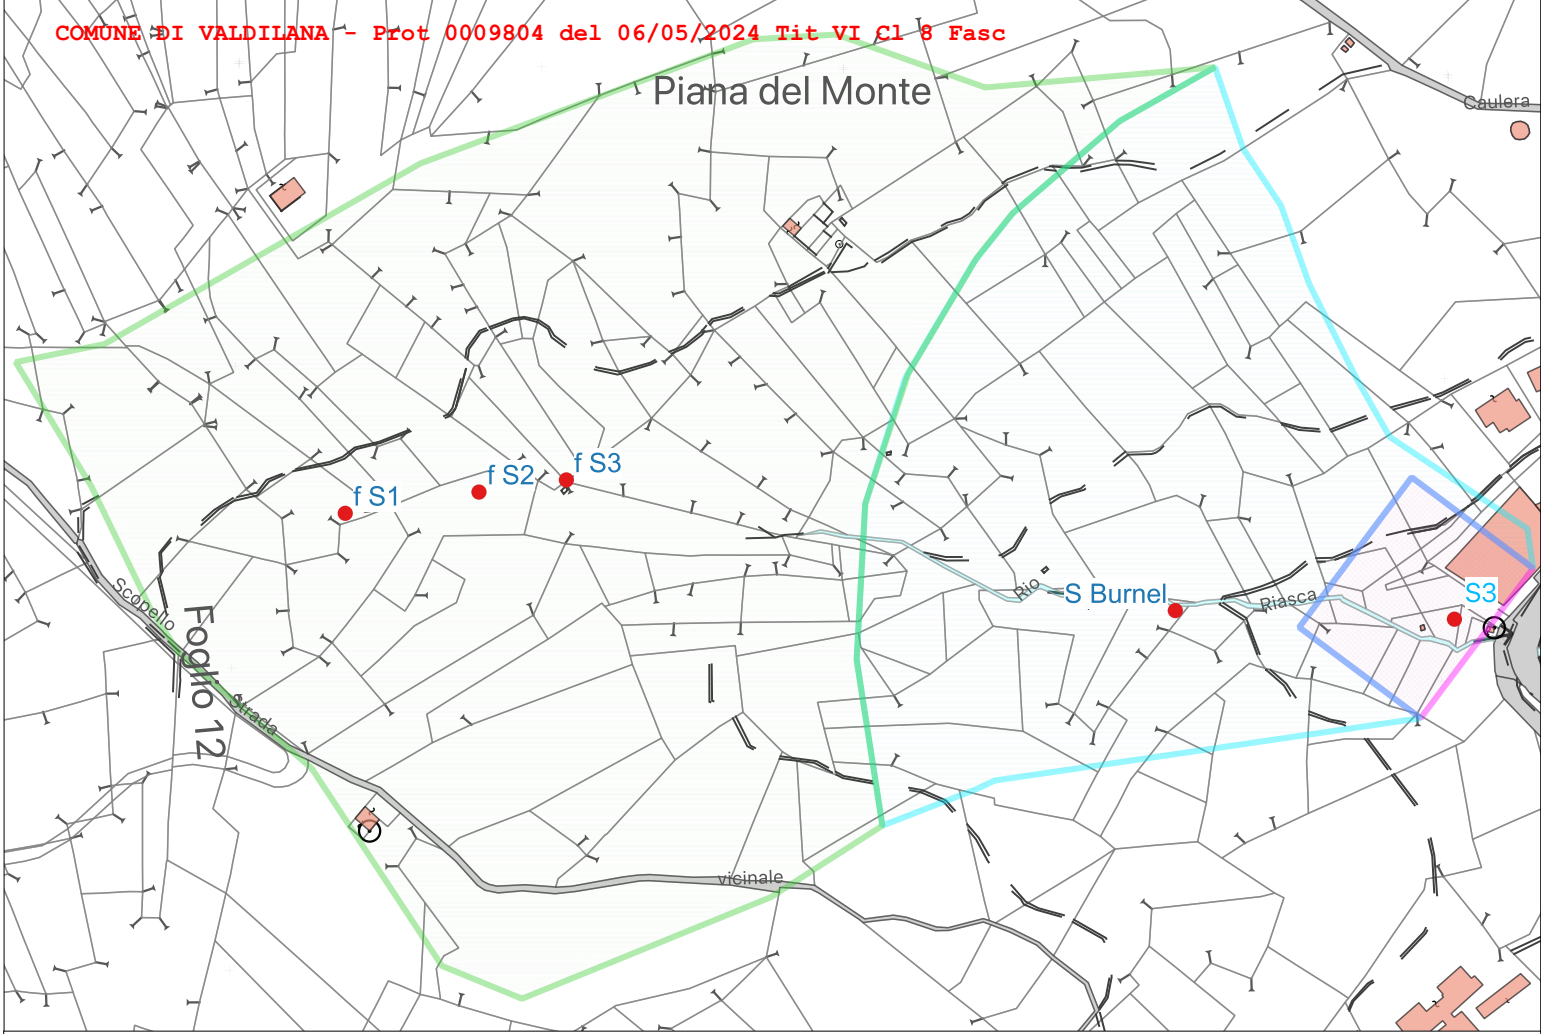 COMUNE DI VALDILANA - Prot 0009804 del 06/05/2024 Tit VI Cl 8 Fasc
Piana del Monte
Caulera
f S3
f S2
f S1
Rio
S Burnel
Riasca
S3
Scopello
Foglio 12
Strada
vicinale